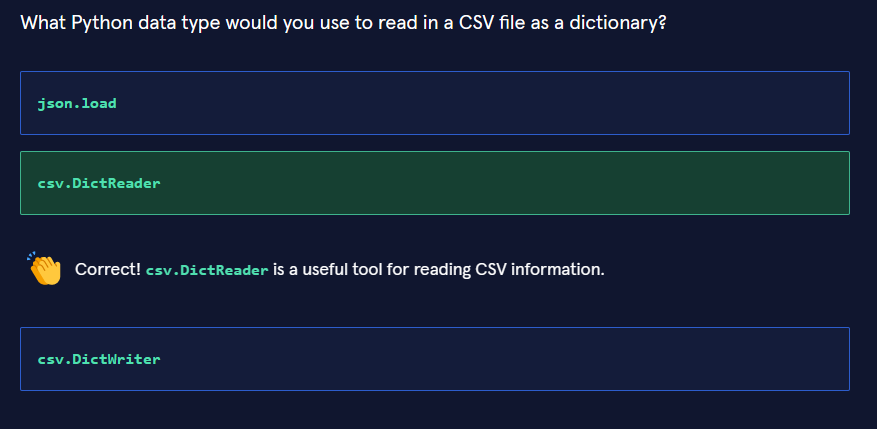 What Python data type would you use to read in a CSV file as a dictionary?
json.load
csv.DictReader
Correct! csv.DictReader is a useful tool for reading CSV information.
csv.DictWriter